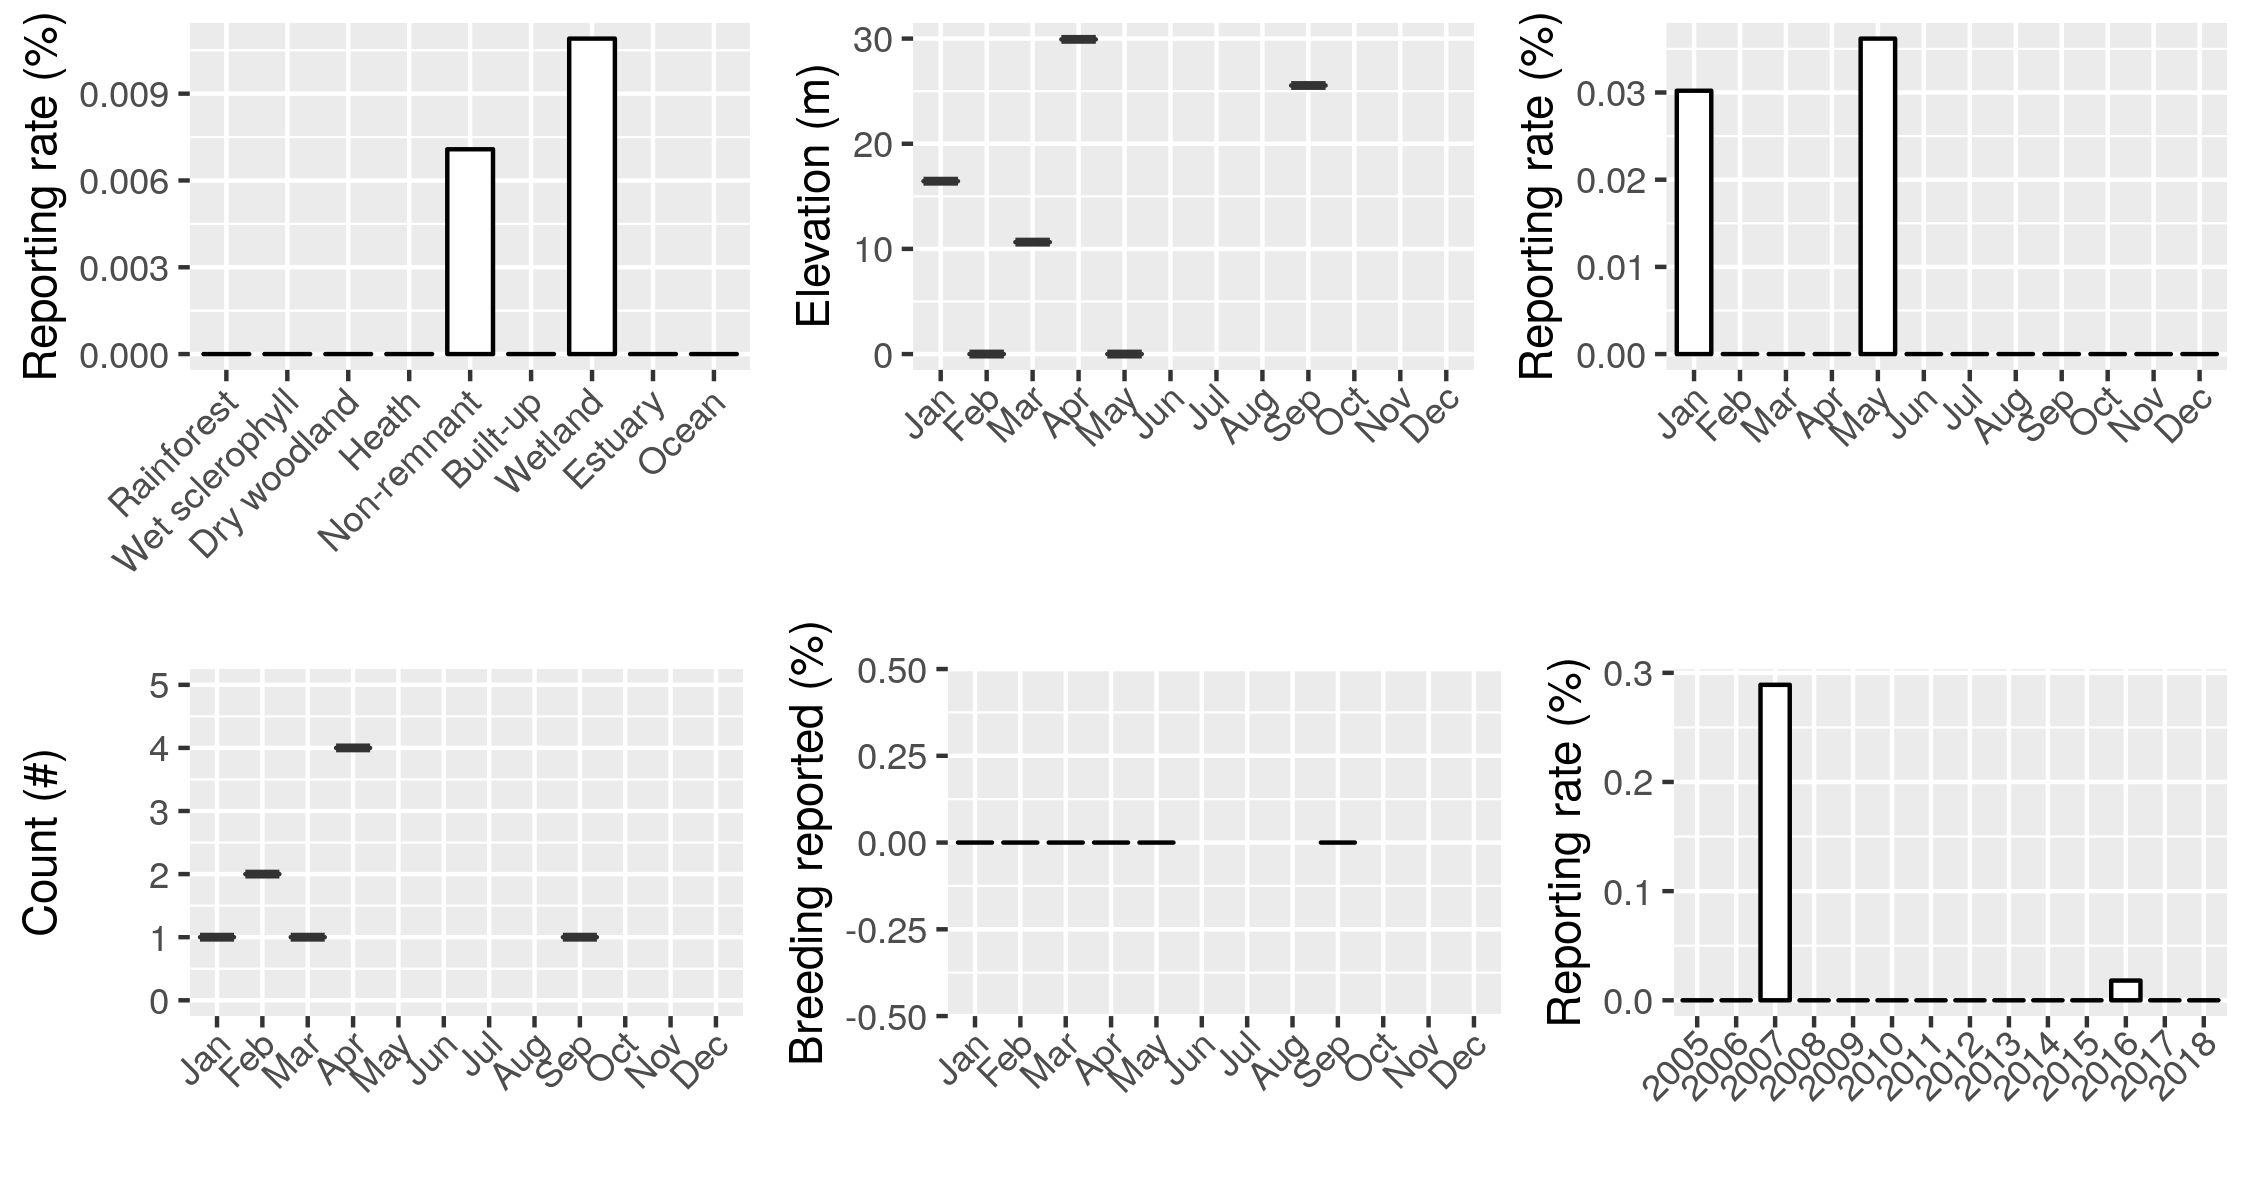 Reporting rate (%)
0.009
0.006
0.003
0.000
Rainforest
Wet sclerophyll
Dry woodland
Heath
Non-remnant
Built-up
Wetland
Estuary
Ocean
Elevation (m)
30
20
10
0
Jan
Feb
Mar
Apr
May
Jun
Jul
Aug
Sep
Oct
Nov
Dec
Reporting rate (%)
0.03
0.02
0.01
0.00
Jan
Feb
Mar
Apr
May
Jun
Jul
Aug
Sep
Oct
Nov
Dec
Count (#)
5
4
3
2
1
0
Jan
Feb
Mar
Apr
May
Jun
Jul
Aug
Sep
Oct
Nov
Dec
Breeding reported (%)
0.50
0.25
0.00
-0.25
-0.50
Jan
Feb
Mar
Apr
May
Jun
Jul
Aug
Sep
Oct
Nov
Dec
Reporting rate (%)
0.3
0.2
0.1
0.0
2005
2006
2007
2008
2009
2010
2011
2012
2013
2014
2015
2016
2017
2018